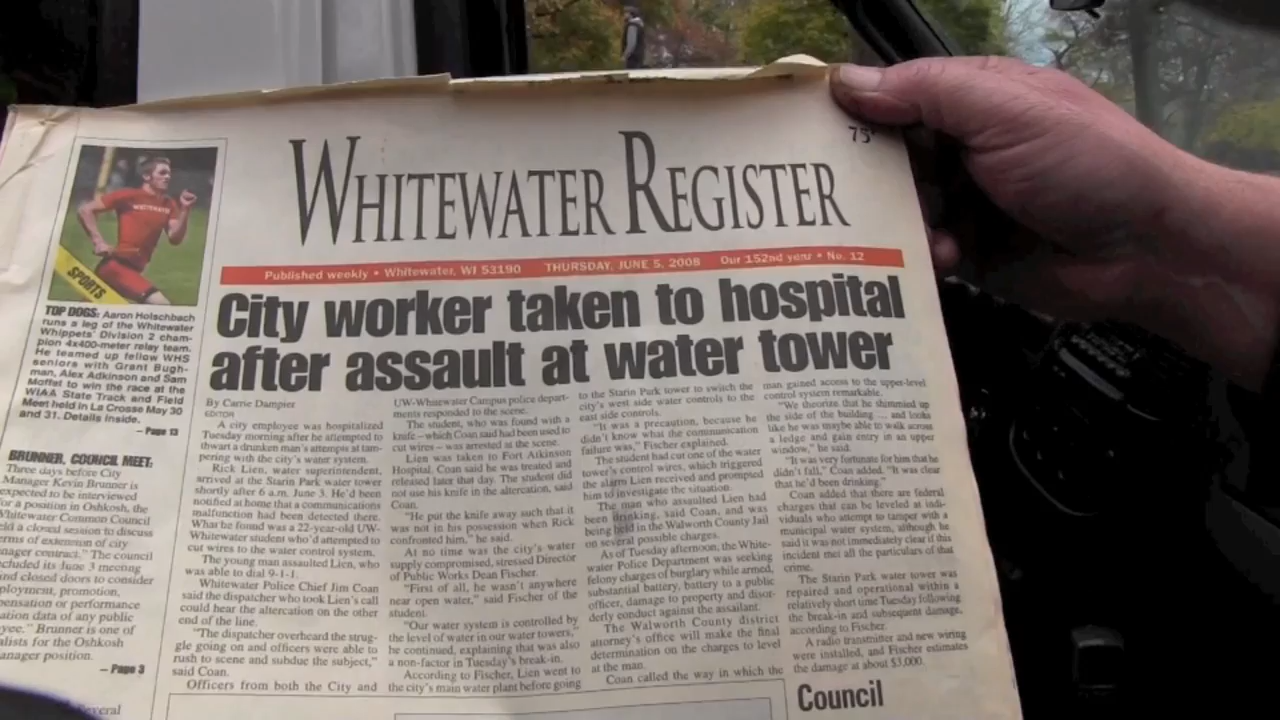 75¢
WHITEWATER REGISTER
Published weekly • Whitewater, WI 53190 THURSDAY, JUNE 5, 2008 Our 152nd year • No. 12
WHITEWATER
SPORTS
TOP DOGS: Aaron Holschbach
runs a leg of the Whitewater
Whippets' Division 2 cham-
pion 4x400-meter relay team.
He teamed up fellow WHS
seniors with Grant Bugh-
man, Alex Adkinson and Sam
Moffat to win the race at the
WIAA State Track and Field
Meet held in La Crosse May 30
and 31. Details inside.
— Page 13
BRUNNER, COUNCIL MEET:
Three days before City
Manager Kevin Brunner is
expected to be interviewed
for a position in Oshkosh, the
Whitewater Common Council
held a closed session to discuss
terms of extension of city
manager contract." The council
included its June 3 meeting
and closed doors to consider
ployment, promotion,
pensation or performance
ation data of any public
yee." Brunner is one of
alists for the Oshkosh
anager position.
— Page 3
Several
City worker taken to hospital
after assault at water tower
By Carrie Dampier
EDITOR
A city employee was hospitalized
Tuesday morning after he attempted to
thwart a drunken man's attempts at tam-
pering with the city's water system.
Rick Lien, water superintendent,
arrived at the Starin Park water tower
shortly after 6 a.m. June 3. He'd been
notified at home that a communications
malfunction had been detected there.
What he found was a 22-year-old UW-
Whitewater student who'd attempted to
cut wires to the water control system.
The young man assaulted Lien, who
was able to dial 9-1-1.
Whitewater Police Chief Jim Coan
said the dispatcher who took Lien's call
could hear the altercation on the other
end of the line.
"The dispatcher overheard the strug-
gle going on and officers were able to
rush to scene and subdue the subject,"
said Coan.
Officers from both the City and
UW-Whitewater Campus police depart-
ments responded to the scene.
The student, who was found with a
knife – which Coan said had been used to
cut wires – was arrested at the scene.
Lien was taken to Fort Atkinson
Hospital. Coan said he was treated and
released later that day. The student did
not use his knife in the altercation, said
Coan.
"He put the knife away such that it
was not in his possession when Rick
confronted him," he said.
At no time was the city's water
supply compromised, stressed Director
of Public Works Dean Fischer.
"First of all, he wasn't anywhere
near open water," said Fischer of the
student.
"Our water system is controlled by
the level of water in our water towers,"
he continued, explaining that was also
a non-factor in Tuesday's break-in.
According to Fischer, Lien went to
the city's main water plant before going
to the Starin Park tower to switch the
city's west side water controls to the
east side controls.
"It was a precaution, because he
didn't know what the communication
failure was," Fischer explained.
The student had cut one of the water
tower's control wires, which triggered
the alarm Lien received and prompted
him to investigate the situation.
The man who assaulted Lien had
been drinking, said Coan, and was
being held in the Walworth County Jail
on several possible charges.
As of Tuesday afternoon, the White-
water Police Department was seeking
felony charges of burglary while armed,
substantial battery, battery to a public
officer, damage to property and disor-
derly conduct against the assailant.
The Walworth County district
attorney's office will make the final
determination on the charges to level
at the man.
Coan called the way in which the
man gained access to the upper-level
control system remarkable.
"We theorize that he shimmied up
the side of the building ... and looks
like he was maybe able to walk across
a ledge and gain entry in an upper
window," he said.
"It was very fortunate for him that he
didn't fall," Coan added. "It was clear
that he'd been drinking."
Coan added that there are federal
charges that can be leveled at indi-
viduals who attempt to tamper with a
municipal water system, although he
said it was not immediately clear if this
incident met all the particulars of that
crime.
The Starin Park water tower was
repaired and operational within a
relatively short time Tuesday following
the break-in and subsequent damage,
according to Fischer.
A radio transmitter and new wiring
were installed, and Fischer estimates
the damage at about $3,000.
Council